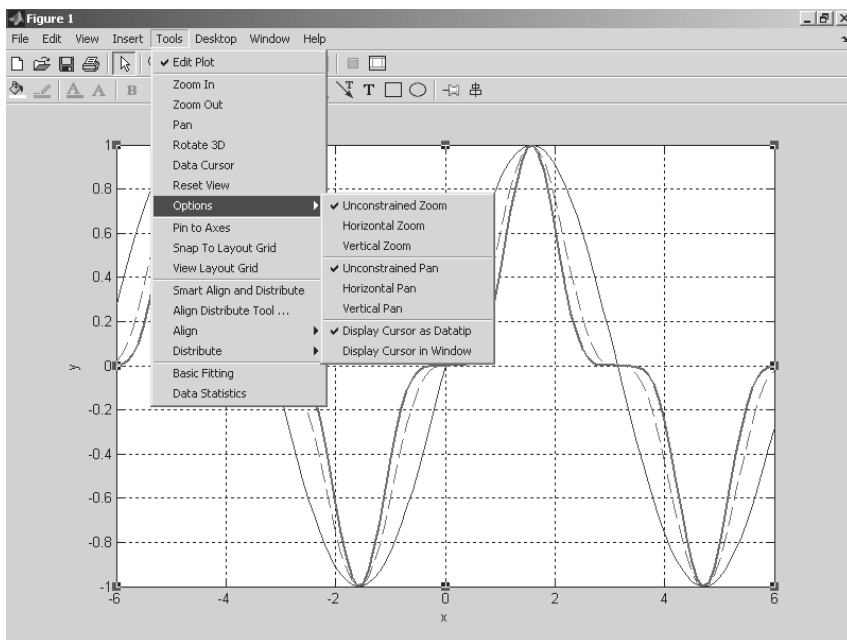 Figure 1
File Edit View Insert Tools Desktop Window Help
Edit Plot
Zoom In
Zoom Out
Pan
Rotate 3D
Data Cursor
Reset View
Options
Pin to Axes
Snap To Layout Grid
View Layout Grid
Smart Align and Distribute
Align Distribute Tool ...
Align
Distribute
Basic Fitting
Data Statistics
Unconstrained Zoom
Horizontal Zoom
Vertical Zoom
Unconstrained Pan
Horizontal Pan
Vertical Pan
Display Cursor as Datatip
Display Cursor in Window
A A B T T
1
0.8
0.6
0.4
0.2
0
-0.2
-0.4
-0.6
-0.8
-1
y
-6 -4 -2 0 2 4 6
x